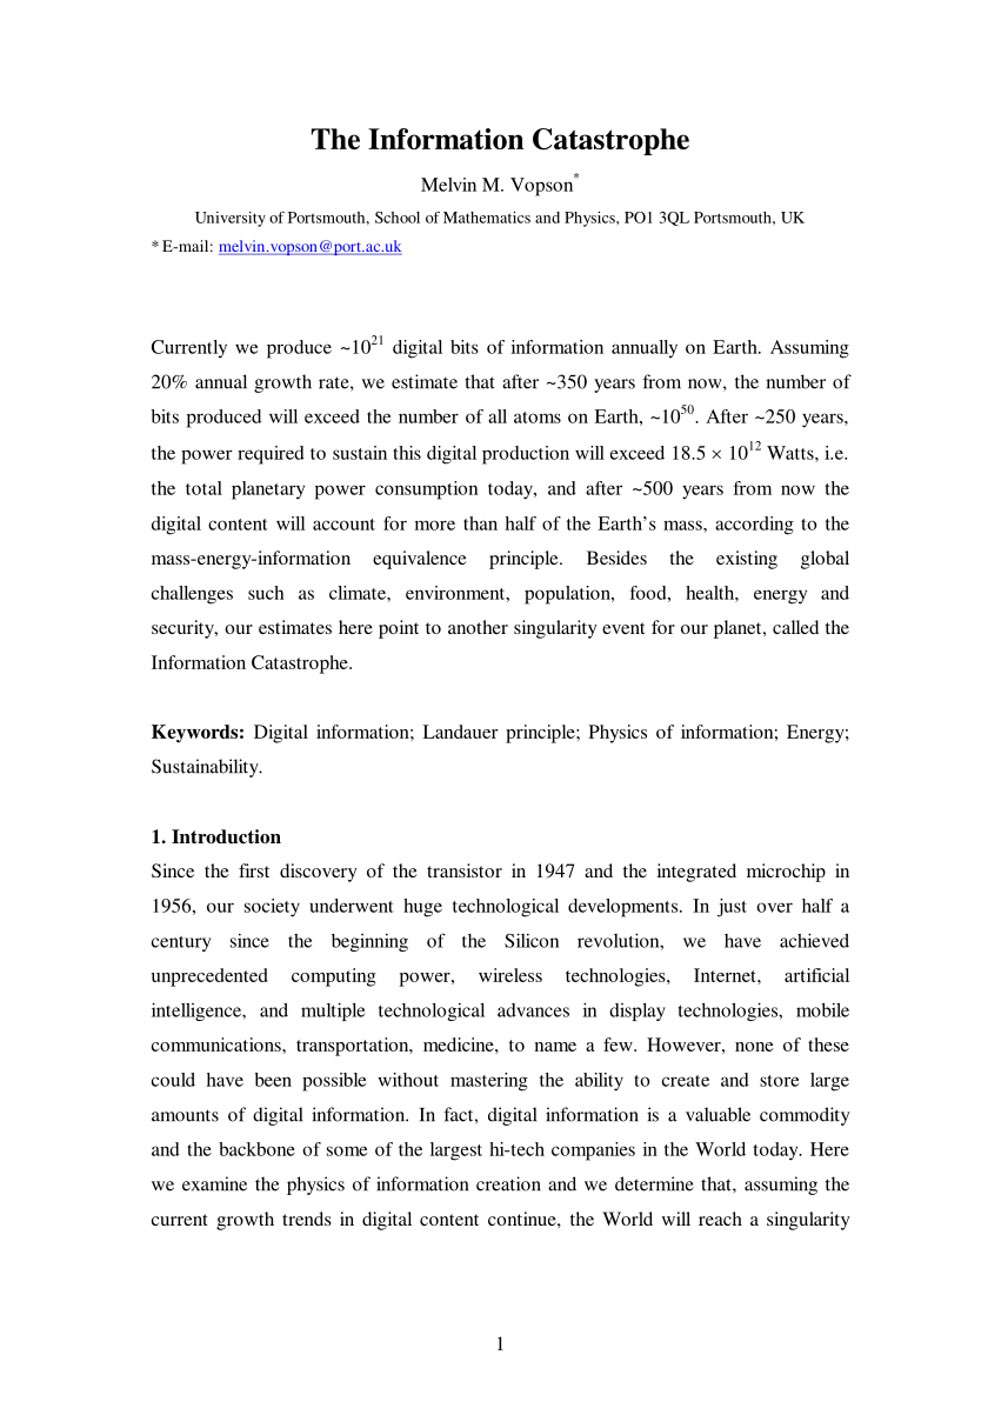 The Information Catastrophe
Melvin M. Vopson*
University of Portsmouth, School of Mathematics and Physics, PO1 3QL Portsmouth, UK
* E-mail: melvin.vopson@port.ac.uk
Currently we produce ~10²¹ digital bits of information annually on Earth. Assuming
20% annual growth rate, we estimate that after ~350 years from now, the number of
bits produced will exceed the number of all atoms on Earth, ~10⁵⁰. After ~250 years,
the power required to sustain this digital production will exceed 18.5 × 10¹² Watts, i.e.
the total planetary power consumption today, and after ~500 years from now the
digital content will account for more than half of the Earth’s mass, according to the
mass-energy-information equivalence principle. Besides the existing global
challenges such as climate, environment, population, food, health, energy and
security, our estimates here point to another singularity event for our planet, called the
Information Catastrophe.
Keywords: Digital information; Landauer principle; Physics of information; Energy;
Sustainability.
1. Introduction
Since the first discovery of the transistor in 1947 and the integrated microchip in
1956, our society underwent huge technological developments. In just over half a
century since the beginning of the Silicon revolution, we have achieved
unprecedented computing power, wireless technologies, Internet, artificial
intelligence, and multiple technological advances in display technologies, mobile
communications, transportation, medicine, to name a few. However, none of these
could have been possible without mastering the ability to create and store large
amounts of digital information. In fact, digital information is a valuable commodity
and the backbone of some of the largest hi-tech companies in the World today. Here
we examine the physics of information creation and we determine that, assuming the
current growth trends in digital content continue, the World will reach a singularity
1